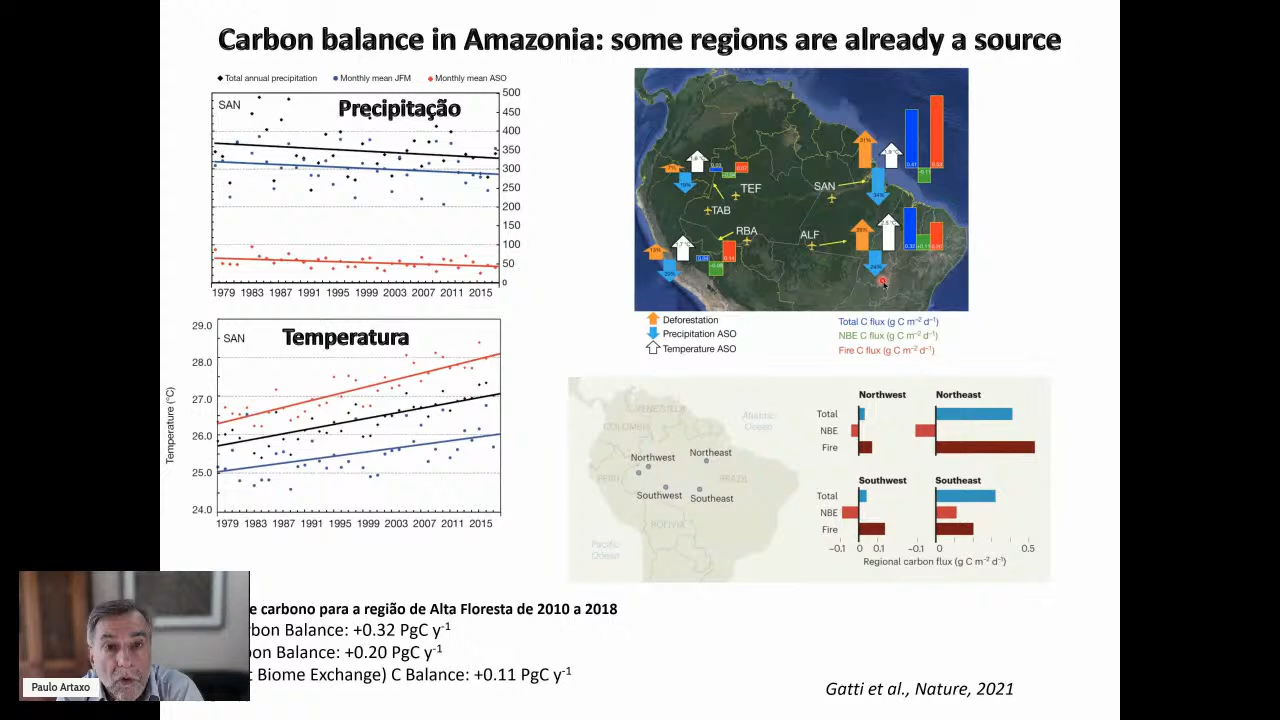 Carbon balance in Amazonia: some regions are already a source
Total annual precipitation Monthly mean JFM Monthly mean ASO
SAN
Precipitação
500
450
400
350
300
250
200
150
100
50
0
1979 1983 1987 1991 1995 1999 2003 2007 2011 2015
SAN
Temperatura
Temperature (°C)
29.0
28.0
27.0
26.0
25.0
24.0
1979 1983 1987 1991 1995 1999 2003 2007 2011 2015
31%
34%
TEF
SAN
TAB
RBA
ALF
24%
0.32
Deforestation
Precipitation ASO
Temperature ASO
Total C flux (g C m⁻² d⁻¹)
NBE C flux (g C m⁻² d⁻¹)
Fire C flux (g C m⁻² d⁻¹)
VENEZUELA
COLOMBIA
Atlantic
Ocean
Northwest
Northeast
PERU
BRAZIL
Southwest
Southeast
BOLIVIA
Pacific
Ocean
Northwest Northeast
Total
NBE
Fire
Southwest Southeast
Total
NBE
Fire
–0.1 0 0.1 –0.1 0 0.5
Regional carbon flux (g C m⁻² d⁻¹)
e carbono para a região de Alta Floresta de 2010 a 2018
rbon Balance: +0.32 PgC y⁻¹
on Balance: +0.20 PgC y⁻¹
t Biome Exchange) C Balance: +0.11 PgC y⁻¹
Paulo Artaxo
Gatti et al., Nature, 2021